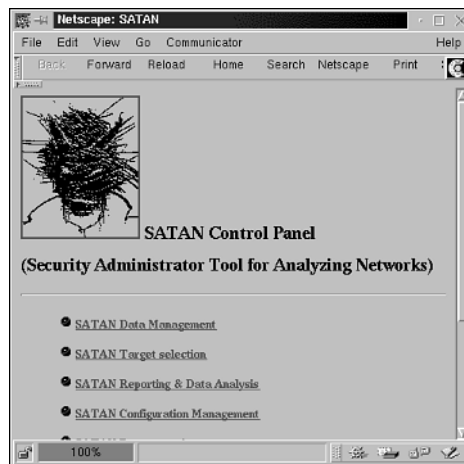 Netscape: SATAN
File Edit View Go Communicator Help
Back Forward Reload Home Search Netscape Print
SATAN Control Panel
(Security Administrator Tool for Analyzing Networks)
SATAN Data Management
SATAN Target selection
SATAN Reporting & Data Analysis
SATAN Configuration Management
100%